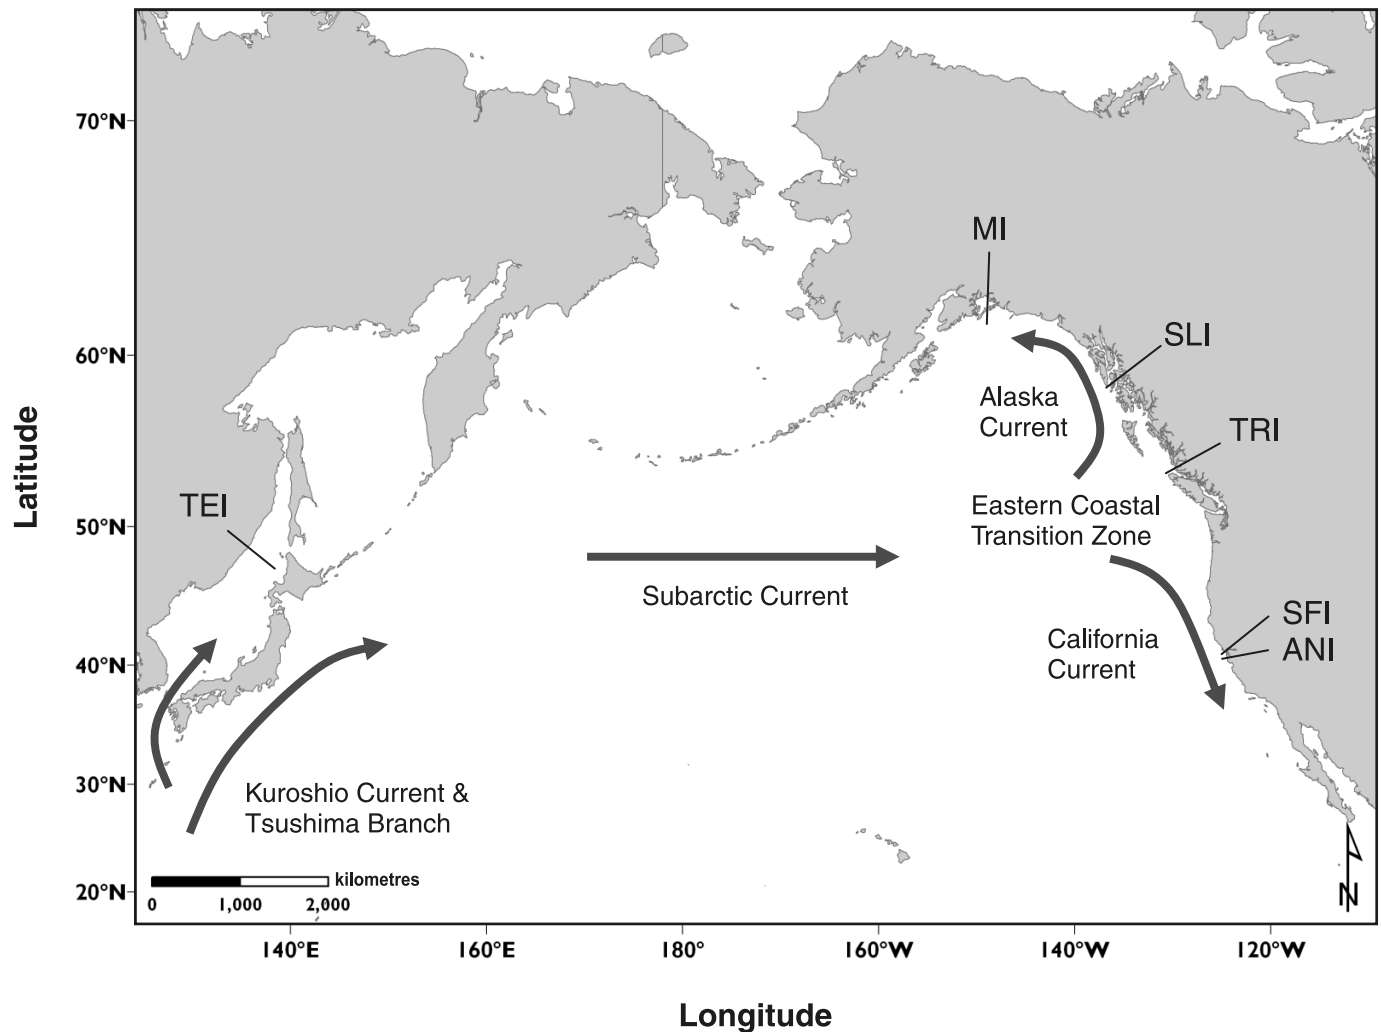 70°N
60°N
50°N
40°N
30°N
20°N
Latitude
MI
SLI
Alaska
Current
TRI
TEI
Eastern Coastal
Transition Zone
Subarctic Current
SFI
ANI
California
Current
Kuroshio Current &
Tsushima Branch
kilometres
0 1,000 2,000
N
140°E 160°E 180° 160°W 140°W 120°W
Longitude